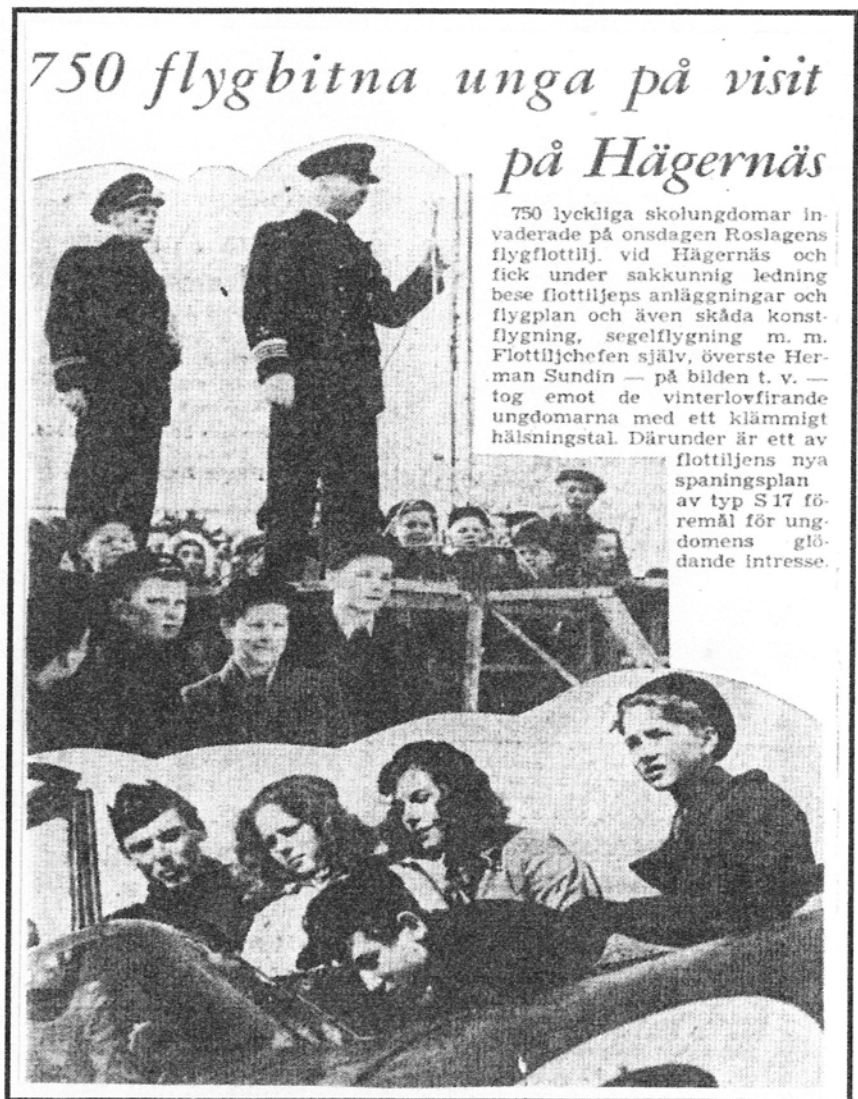 750 flygbitna unga på visit
på Hägernäs
750 lyckliga skolungdomar in-
vaderade på onsdagen Roslagens
flygflottilj. vid Hägernäs och
fick under sakkunnig ledning
bese flottiljens anläggningar och
flygplan och även skåda konst-
flygning, segelflygning m. m.
Flottiljchefen själv, överste Her-
man Sundin — på bilden t. v. —
tog emot de vinterlovfirande
ungdomarna med ett klämmigt
hälsningstal. Därunder är ett av
flottiljens nya
spaningsplan
av typ S 17 fö-
remål för ung-
domens glö-
dande intresse.